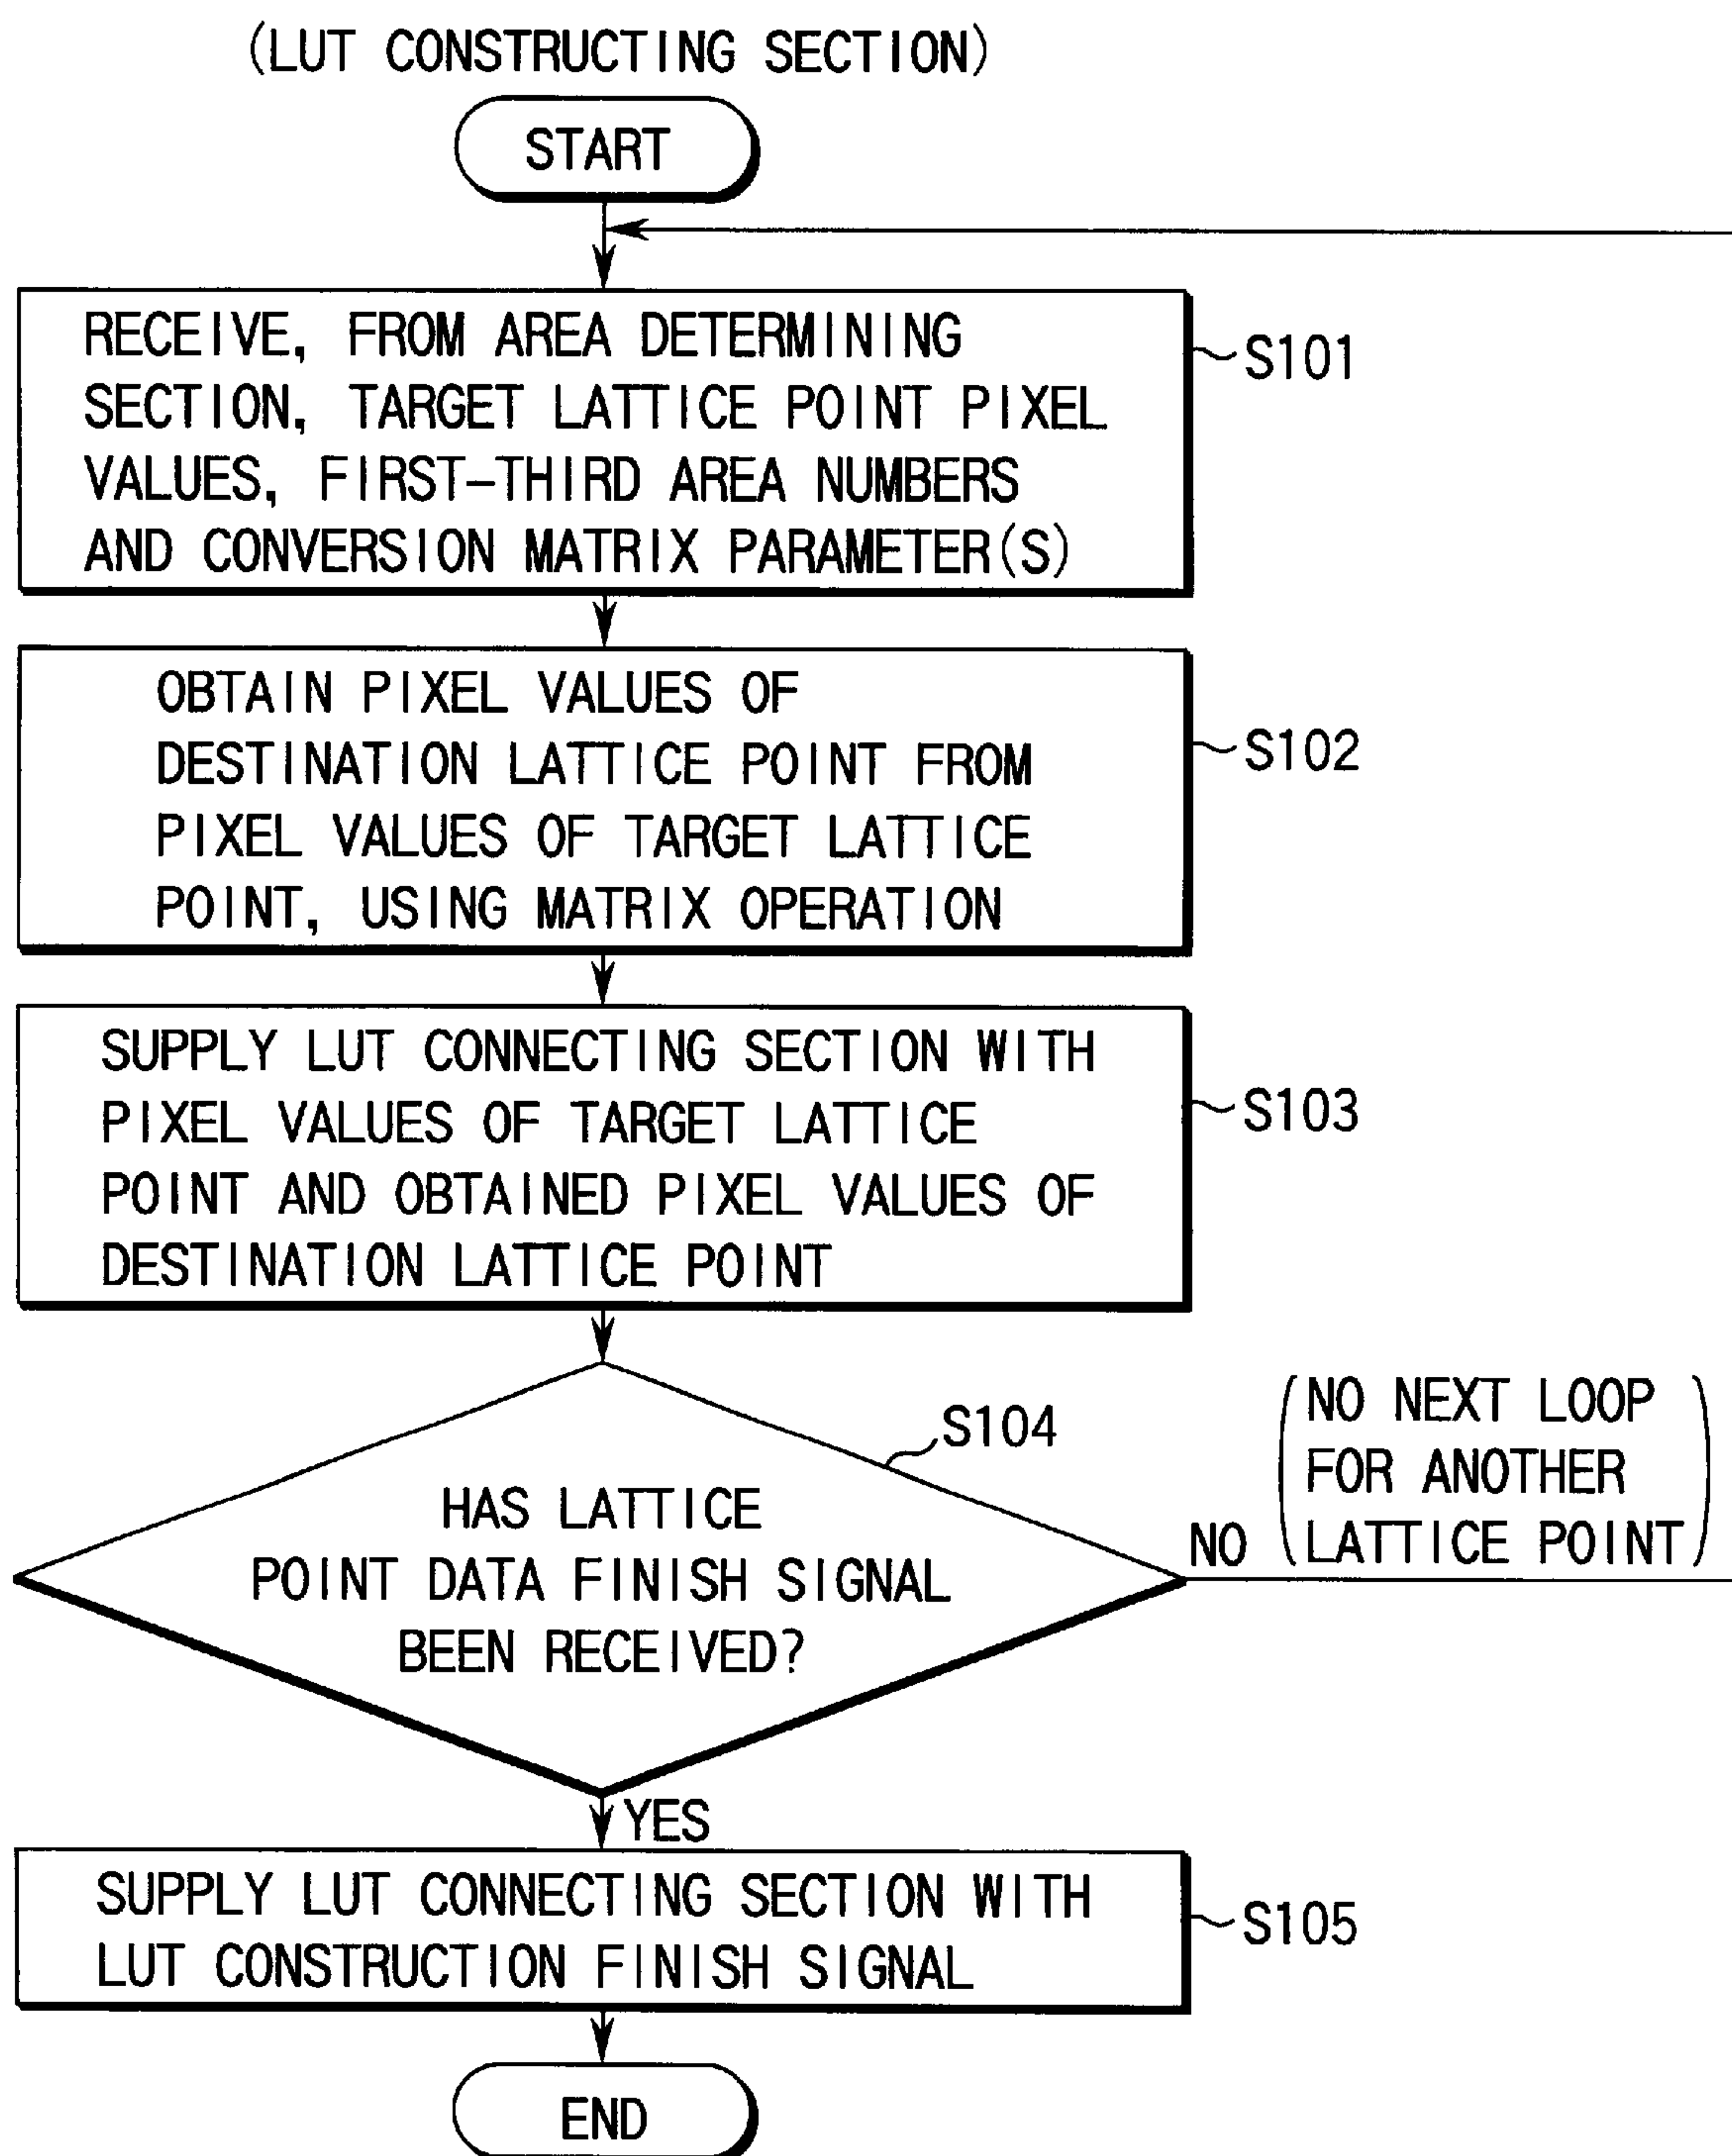 (LUT CONSTRUCTING SECTION)
START
RECEIVE, FROM AREA DETERMINING
SECTION, TARGET LATTICE POINT PIXEL
VALUES, FIRST-THIRD AREA NUMBERS
AND CONVERSION MATRIX PARAMETER(S)
S101
OBTAIN PIXEL VALUES OF
DESTINATION LATTICE POINT FROM
PIXEL VALUES OF TARGET LATTICE
POINT, USING MATRIX OPERATION
S102
SUPPLY LUT CONNECTING SECTION WITH
PIXEL VALUES OF TARGET LATTICE
POINT AND OBTAINED PIXEL VALUES OF
DESTINATION LATTICE POINT
S103
HAS LATTICE
POINT DATA FINISH SIGNAL
BEEN RECEIVED?
S104
NO
(NO NEXT LOOP
FOR ANOTHER
LATTICE POINT)
YES
SUPPLY LUT CONNECTING SECTION WITH
LUT CONSTRUCTION FINISH SIGNAL
S105
END